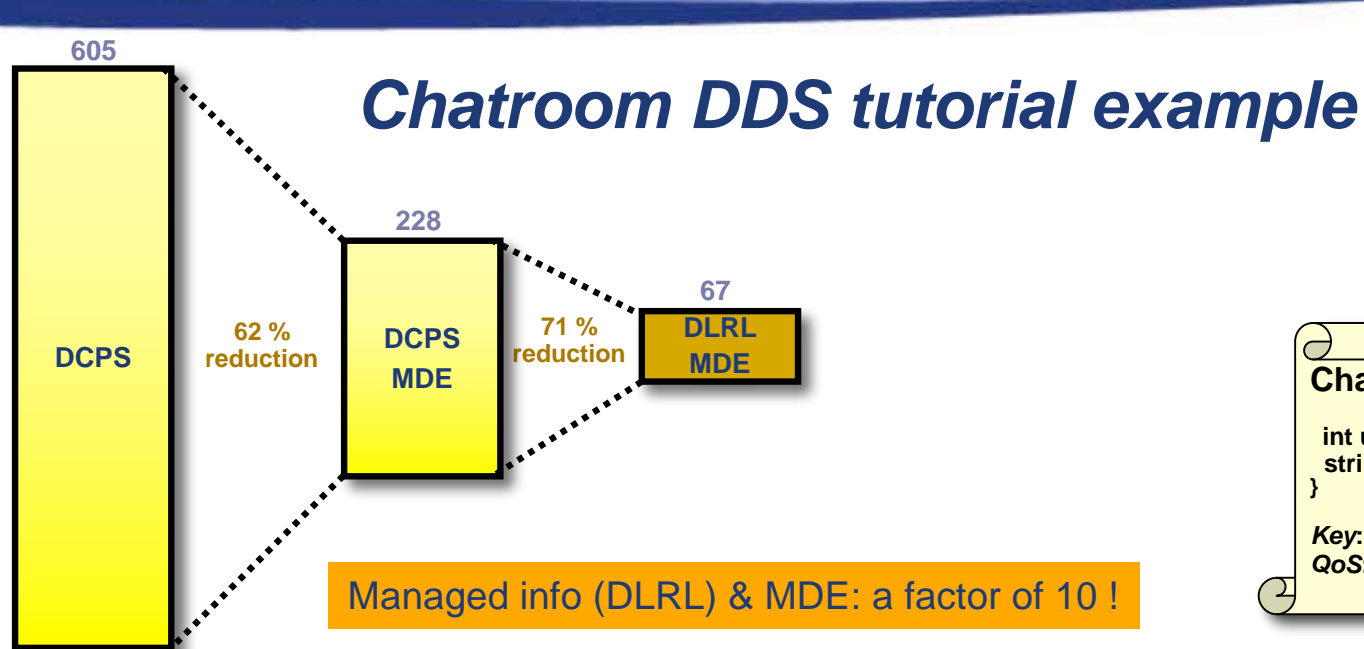 605
Chatroom DDS tutorial example
228
67
62 %
reduction
71 %
reduction
DCPS
DCPS
MDE
DLRL
MDE
int
}
Key:
Managed info (DLRL) & MDE: a factor of 10 !